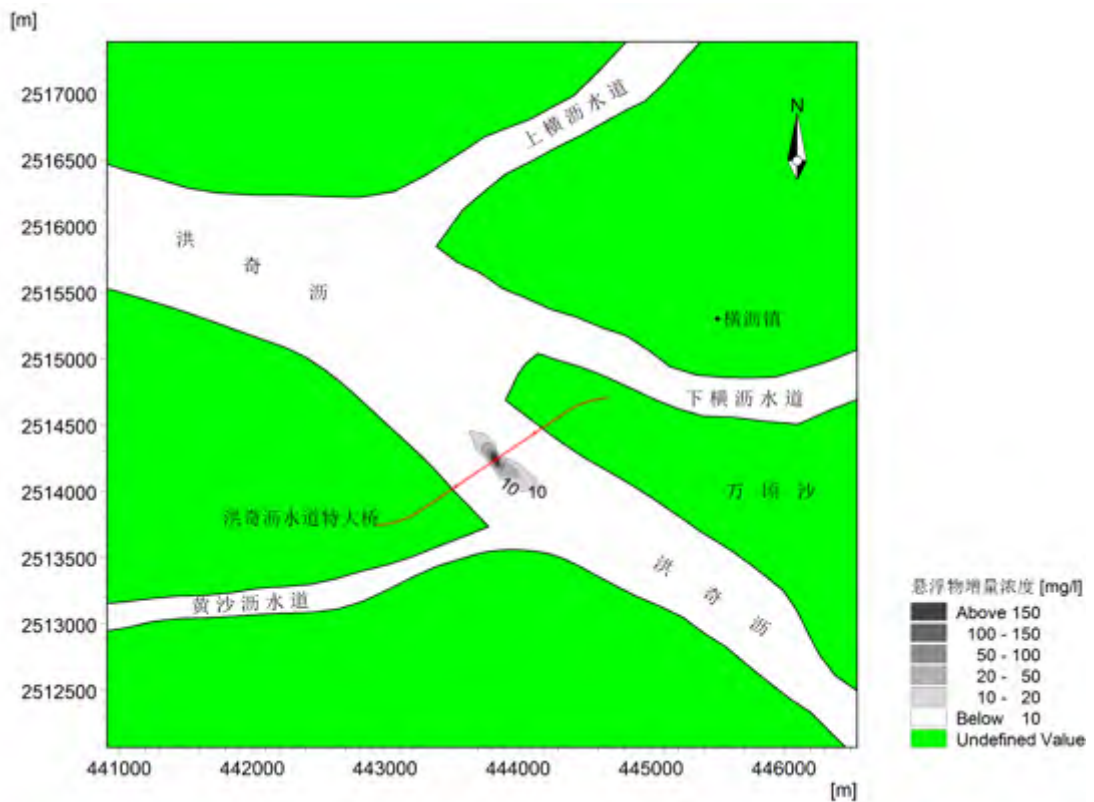 [m]
2517000
2516500
2516000
2515500
2515000
2514500
2514000
2513500
2513000
2512500
N
上横沥水道
洪奇沥
横沥镇
下横沥水道
万顷沙
10 10
洪奇沥水道特大桥
洪奇沥
黄沙沥水道
悬浮物增量浓度 [mg/l]
Above 150
100 - 150
50 - 100
20 - 50
10 - 20
Below 10
Undefined Value
441000 442000 443000 444000 445000 446000
[m]